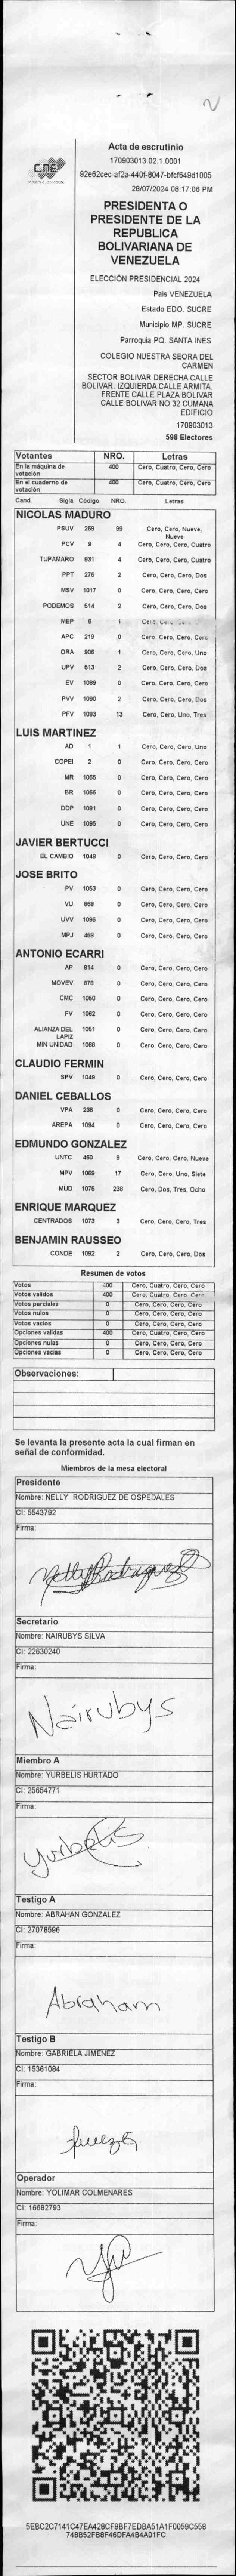 CNE
Acta de escrutinio
170903013.02.1.0001
92e62cec-af2a-440f-8047-bfcf649d1005
28/07/2024 08:17:06 PM
PRESIDENTA O
PRESIDENTE DE LA
REPUBLICA
BOLIVARIANA DE
VENEZUELA
ELECCIÓN PRESIDENCIAL 2024
Pais VENEZUELA
Estado EDO. SUCRE
Municipio MP. SUCRE
Parroquia PQ. SANTA INES
COLEGIO NUESTRA SEORA DEL
CARMEN
SECTOR BOLIVAR DERECHA CALLE
BOLIVAR. IZQUIERDA CALLE ARMITA.
FRENTE CALLE PLAZA BOLIVAR
CALLE BOLIVAR NO 32 CUMANA
EDIFICIO
170903013
598 Electores
Votantes NRO. Letras
En la máquina de votación 400 Cero, Cuatro, Cero, Cero
En el cuaderno de votación 400 Cero, Cuatro, Cero, Cero
Cand. Sigla Código NRO. Letras
NICOLAS MADURO
PSUV 269 99 Cero, Cero, Nueve, Nueve
PCV 9 4 Cero, Cero, Cero, Cuatro
TUPAMARO 931 4 Cero, Cero, Cero, Cuatro
PPT 276 2 Cero, Cero, Cero, Dos
MSV 1017 0 Cero, Cero, Cero, Cero
PODEMOS 514 2 Cero, Cero, Cero, Dos
MEP 6 1 Cero, Cero,
APC 219 0 Cero, Cero, Cero, Cero
ORA 906 1 Cero, Cero, Cero, Uno
UPV 613 2 Cero, Cero, Cero, Dos
EV 1089 0 Cero, Cero, Cero, Cero
PVV 1090 2 Cero, Cero, Cero, Dos
PFV 1093 13 Cero, Cero, Uno, Tres
LUIS MARTINEZ
AD 1 1 Cero, Cero, Cero, Uno
COPEI 2 0 Cero, Cero, Cero, Cero
MR 1065 0 Cero, Cero, Cero, Cero
BR 1066 0 Cero, Cero, Cero, Cero
DDP 1091 0 Cero, Cero, Cero, Cero
UNE 1095 0 Cero, Cero, Cero, Cero
JAVIER BERTUCCI
EL CAMBIO 1048 0 Cero, Cero, Cero, Cero
JOSE BRITO
PV 1053 0 Cero, Cero, Cero, Cero
VU 868 0 Cero, Cero, Cero, Cero
UVV 1096 0 Cero, Cero, Cero, Cero
MPJ 458 0 Cero, Cero, Cero, Cero
ANTONIO ECARRI
AP 814 0 Cero, Cero, Cero, Cero
MOVEV 878 0 Cero, Cero, Cero, Cero
CMC 1050 0 Cero, Cero, Cero, Cero
FV 1062 0 Cero, Cero, Cero, Cero
ALIANZA DEL LAPIZ 1051 0 Cero, Cero, Cero, Cero
MIN UNIDAD 1068 0 Cero, Cero, Cero, Cero
CLAUDIO FERMIN
SPV 1049 0 Cero, Cero, Cero, Cero
DANIEL CEBALLOS
VPA 236 0 Cero, Cero, Cero, Cero
AREPA 1094 0 Cero, Cero, Cero, Cero
EDMUNDO GONZALEZ
UNTC 460 9 Cero, Cero, Cero, Nueve
MPV 1069 17 Cero, Cero, Uno, Siete
MUD 1075 238 Cero, Dos, Tres, Ocho
ENRIQUE MARQUEZ
CENTRADOS 1073 3 Cero, Cero, Cero, Tres
BENJAMIN RAUSSEO
CONDE 1092 2 Cero, Cero, Cero, Dos
Resumen de votos
Votos 400 Cero, Cuatro, Cero, Cero
Votos validos 400 Cero, Cuatro, Cero, Cero
Votos parciales 0 Cero, Cero, Cero, Cero
Votos nulos 0 Cero, Cero, Cero, Cero
Votos vacios 0 Cero, Cero, Cero, Cero
Opciones validas 400 Cero, Cuatro, Cero, Cero
Opciones nulas 0 Cero, Cero, Cero, Cero
Opciones vacias 0 Cero, Cero, Cero, Cero
Observaciones:
Se levanta la presente acta la cual firman en
señal de conformidad.
Miembros de la mesa electoral
Presidente
Nombre: NELLY RODRIGUEZ DE OSPEDALES
CI: 5543792
Firma:
Nelly Rodriguez
Secretario
Nombre: NAIRUBYS SILVA
CI: 22630240
Firma:
Nairubys
Miembro A
Nombre: YURBELIS HURTADO
CI: 25654771
Firma:
Yurbelis
Testigo A
Nombre: ABRAHAN GONZALEZ
CI: 27078596
Firma:
Abraham
Testigo B
Nombre: GABRIELA JIMENEZ
CI: 15361084
Firma:
Operador
Nombre: YOLIMAR COLMENARES
CI: 16682793
Firma:
5EBC2C7141C47EA428CF9BF7EDBA51A1F0059C558
748B52FB8F46DFA4B4A01FC